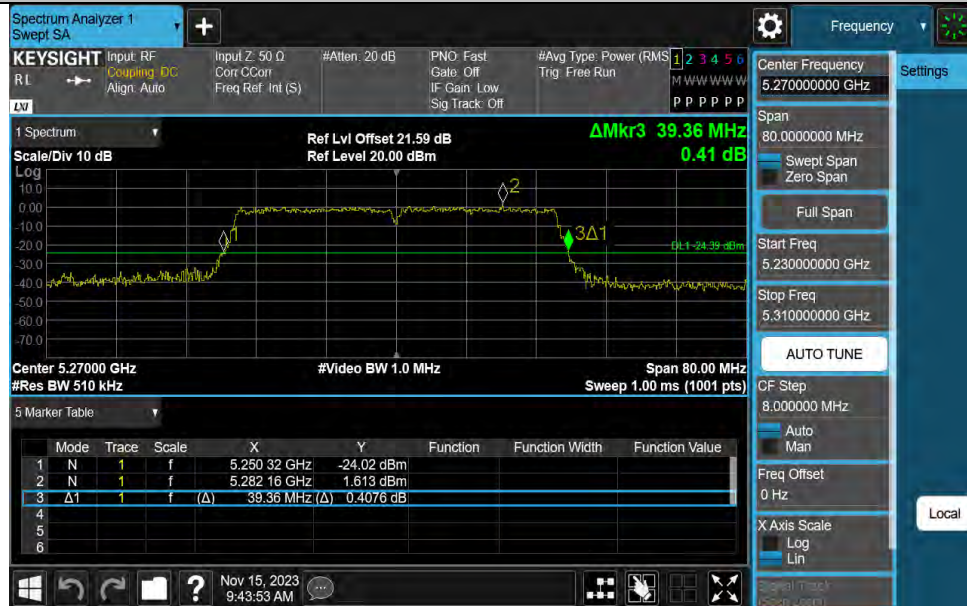 Spectrum Analyzer 1
Swept SA
+
Frequency
KEYSIGHT
RL
LXI
Input: RF
Coupling: DC
Align: Auto
Input Z: 50 Ω
Corr CCorr
Freq Ref: Int (S)
#Atten: 20 dB
PNO: Fast
Gate: Off
IF Gain: Low
Sig Track: Off
#Avg Type: Power (RMS
Trig: Free Run
1 2 3 4 5 6
M W W W W W
P P P P P P
Center Frequency
5.270000000 GHz
Settings
Span
80.0000000 MHz
Swept Span
Zero Span
Full Span
Start Freq
5.230000000 GHz
Stop Freq
5.310000000 GHz
AUTO TUNE
CF Step
8.000000 MHz
Auto
Man
Freq Offset
0 Hz
X Axis Scale
Log
Lin
Signal Track
(Span Zoom)
Local
1 Spectrum
Scale/Div 10 dB
Ref Lvl Offset 21.59 dB
Ref Level 20.00 dBm
ΔMkr3 39.36 MHz
0.41 dB
Log
10.0
0.00
-10.0
-20.0
-30.0
-40.0
-50.0
-60.0
-70.0
1
2
3Δ1
DL1 -24.39 dBm
Center 5.27000 GHz
#Res BW 510 kHz
#Video BW 1.0 MHz
Span 80.00 MHz
Sweep 1.00 ms (1001 pts)
5 Marker Table
Mode Trace Scale X Y Function Function Width Function Value
1 N 1 f 5.250 32 GHz -24.02 dBm
2 N 1 f 5.282 16 GHz 1.613 dBm
3 Δ1 1 f (Δ) 39.36 MHz (Δ) 0.4076 dB
4
5
6
?
Nov 15, 2023
9:43:53 AM